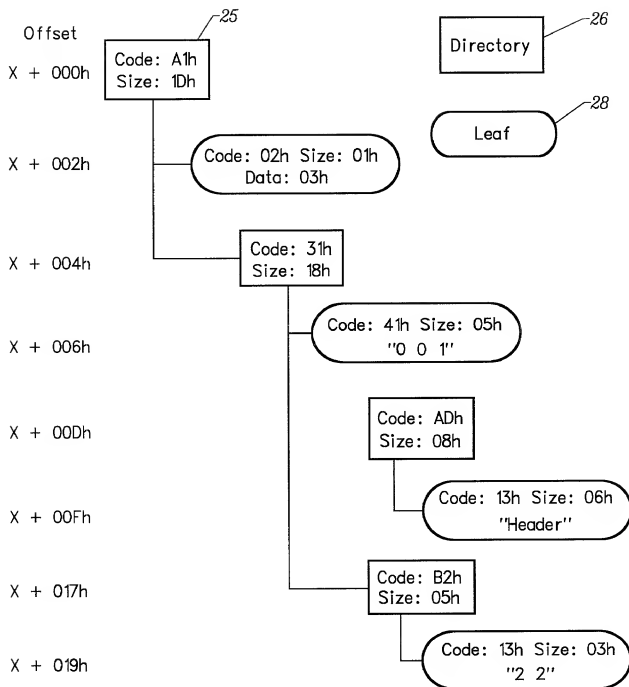 Offset
25
26
28
Directory
Leaf
X + 000h
Code: A1h
Size: 1Dh
X + 002h
Code: 02h Size: 01h
Data: 03h
X + 004h
Code: 31h
Size: 18h
X + 006h
Code: 41h Size: 05h
"0 0 1"
X + 00Dh
Code: ADh
Size: 08h
X + 00Fh
Code: 13h Size: 06h
"Header"
X + 017h
Code: B2h
Size: 05h
X + 019h
Code: 13h Size: 03h
"2 2"